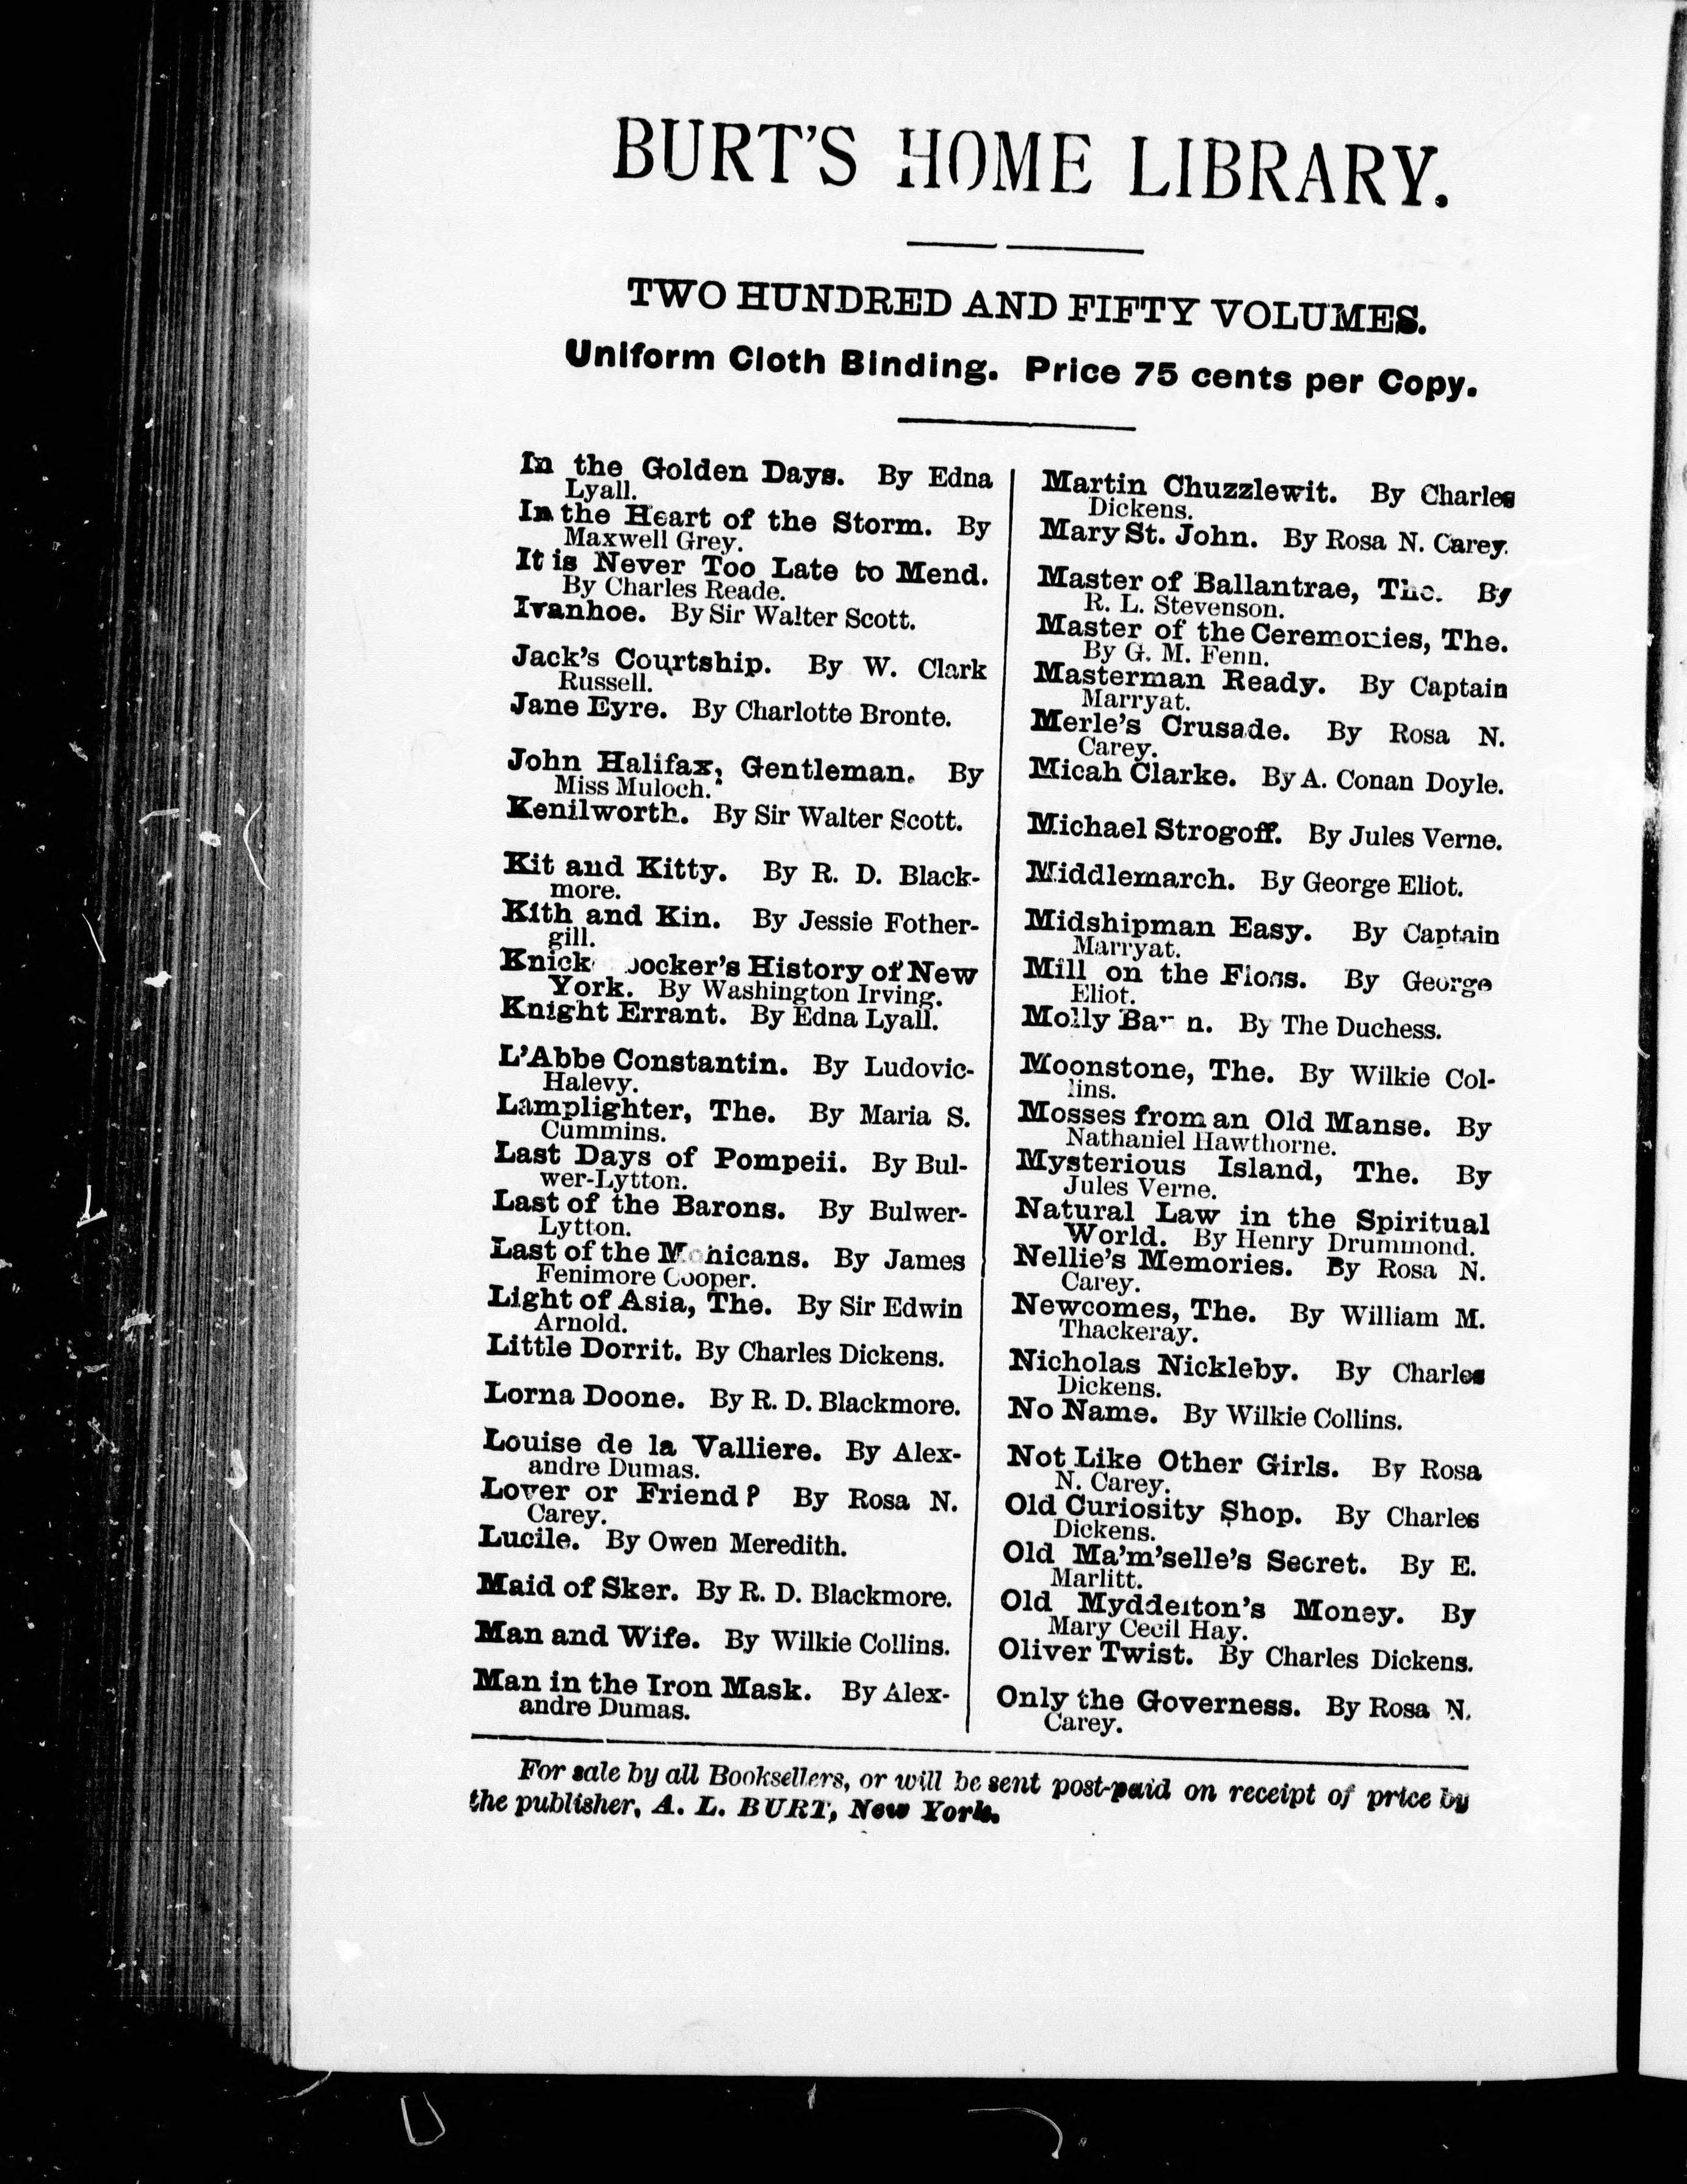 BURT'S HOME LIBRARY.
TWO HUNDRED AND FIFTY VOLUMES.
Uniform Cloth Binding. Price 75 cents per Copy.
In the Golden Days. By Edna
Lyall.
In the Heart of the Storm. By
Maxwell Grey.
It is Never Too Late to Mend.
By Charles Reade.
Ivanhoe. By Sir Walter Scott.
Jack's Courtship. By W. Clark
Russell.
Jane Eyre. By Charlotte Bronte.
John Halifax, Gentleman. By
Miss Muloch.
Kenilworth. By Sir Walter Scott.
Kit and Kitty. By R. D. Black-
more.
Kith and Kin. By Jessie Fother-
gill.
Knick ocker's History of New
York. By Washington Irving.
Knight Errant. By Edna Lyall.
L'Abbe Constantin. By Ludovic-
Halevy.
Lamplighter, The. By Maria S.
Cummins.
Last Days of Pompeii. By Bul-
wer-Lytton.
Last of the Barons. By Bulwer-
Lytton.
Last of the Mohicans. By James
Fenimore Cooper.
Light of Asia, The. By Sir Edwin
Arnold.
Little Dorrit. By Charles Dickens.
Lorna Doone. By R. D. Blackmore.
Louise de la Valliere. By Alex-
andre Dumas.
Lover or Friend? By Rosa N.
Carey.
Lucile. By Owen Meredith.
Maid of Sker. By R. D. Blackmore.
Man and Wife. By Wilkie Collins.
Man in the Iron Mask. By Alex-
andre Dumas.
Martin Chuzzlewit. By Charles
Dickens.
Mary St. John. By Rosa N. Carey.
Master of Ballantrae, The. By
R. L. Stevenson.
Master of the Ceremonies, The.
By G. M. Fenn.
Masterman Ready. By Captain
Marryat.
Merle's Crusade. By Rosa N.
Carey.
Micah Clarke. By A. Conan Doyle.
Michael Strogoff. By Jules Verne.
Middlemarch. By George Eliot.
Midshipman Easy. By Captain
Marryat.
Mill on the Floss. By George
Eliot.
Molly Ba n. By The Duchess.
Moonstone, The. By Wilkie Col-
lins.
Mosses from an Old Manse. By
Nathaniel Hawthorne.
Mysterious Island, The. By
Jules Verne.
Natural Law in the Spiritual
World. By Henry Drummond.
Nellie's Memories. By Rosa N.
Carey.
Newcomes, The. By William M.
Thackeray.
Nicholas Nickleby. By Charles
Dickens.
No Name. By Wilkie Collins.
Not Like Other Girls. By Rosa
N. Carey.
Old Curiosity Shop. By Charles
Dickens.
Old Ma'm'selle's Secret. By E.
Marlitt.
Old Myddelton's Money. By
Mary Cecil Hay.
Oliver Twist. By Charles Dickens.
Only the Governess. By Rosa N.
Carey.
For sale by all Booksellers, or will be sent post-paid on receipt of price by
the publisher, A. L. BURT, New York.